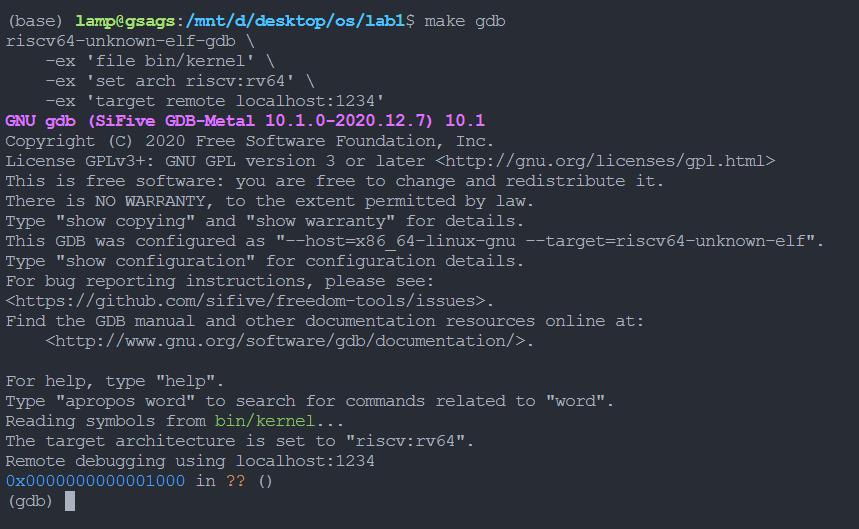 (base) lamp@gsags:/mnt/d/desktop/os/lab1$ make gdb
riscv64-unknown-elf-gdb \
    -ex 'file bin/kernel' \
    -ex 'set arch riscv:rv64' \
    -ex 'target remote localhost:1234'
GNU gdb (SiFive GDB-Metal 10.1.0-2020.12.7) 10.1
Copyright (C) 2020 Free Software Foundation, Inc.
License GPLv3+: GNU GPL version 3 or later <http://gnu.org/licenses/gpl.html>
This is free software: you are free to change and redistribute it.
There is NO WARRANTY, to the extent permitted by law.
Type "show copying" and "show warranty" for details.
This GDB was configured as "--host=x86_64-linux-gnu --target=riscv64-unknown-elf".
Type "show configuration" for configuration details.
For bug reporting instructions, please see:
<https://github.com/sifive/freedom-tools/issues>.
Find the GDB manual and other documentation resources online at:
    <http://www.gnu.org/software/gdb/documentation/>.

For help, type "help".
Type "apropos word" to search for commands related to "word".
Reading symbols from bin/kernel...
The target architecture is set to "riscv:rv64".
Remote debugging using localhost:1234
0x0000000000001000 in ?? ()
(gdb)